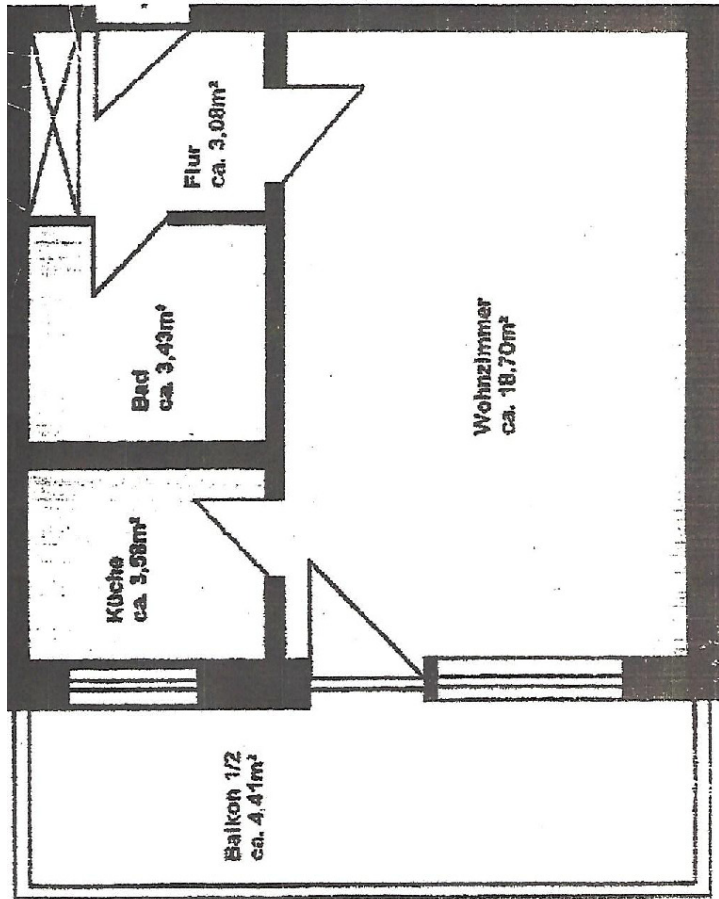 Flur
ca. 3,08m²
Bad
ca. 3,43m²
Wohnzimmer
ca. 18,70m²
Küche
ca. 3,58m²
Balkon 1/2
ca. 4,41m²